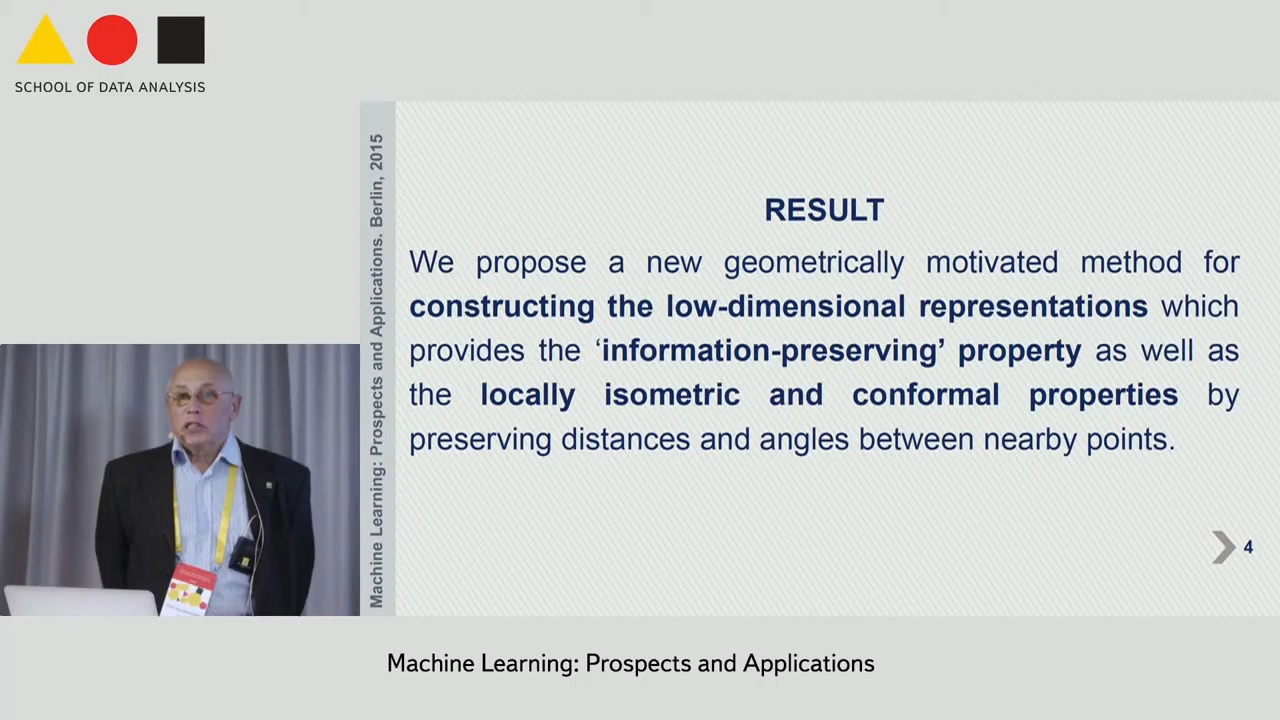 SCHOOL OF DATA ANALYSIS
Machine Learning: Prospects and Applications. Berlin, 2015
RESULT
We propose a new geometrically motivated method for
constructing the low-dimensional representations which
provides the ‘information-preserving’ property as well as
the locally isometric and conformal properties by
preserving distances and angles between nearby points.
4
Machine Learning: Prospects and Applications